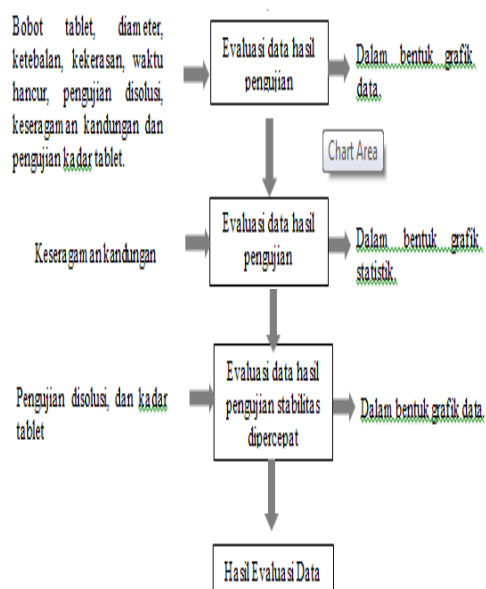 Bobot tablet, diameter,
ketebalan, kekerasan, waktu
hancur, pengujian disolusi,
keseragaman kandungan dan
pengujian kadar tablet.
Evaluasi data hasil
pengujian
Dalam bentuk grafik
data.
Chart Area
Keseragaman kandungan
Evaluasi data hasil
pengujian
Dalam bentuk grafik
statistik.
Pengujian disolusi, dan kadar
tablet
Evaluasi data hasil
pengujian stabilitas
dipercepat
Dalam bentuk grafik data.
Hasil Evaluasi Data